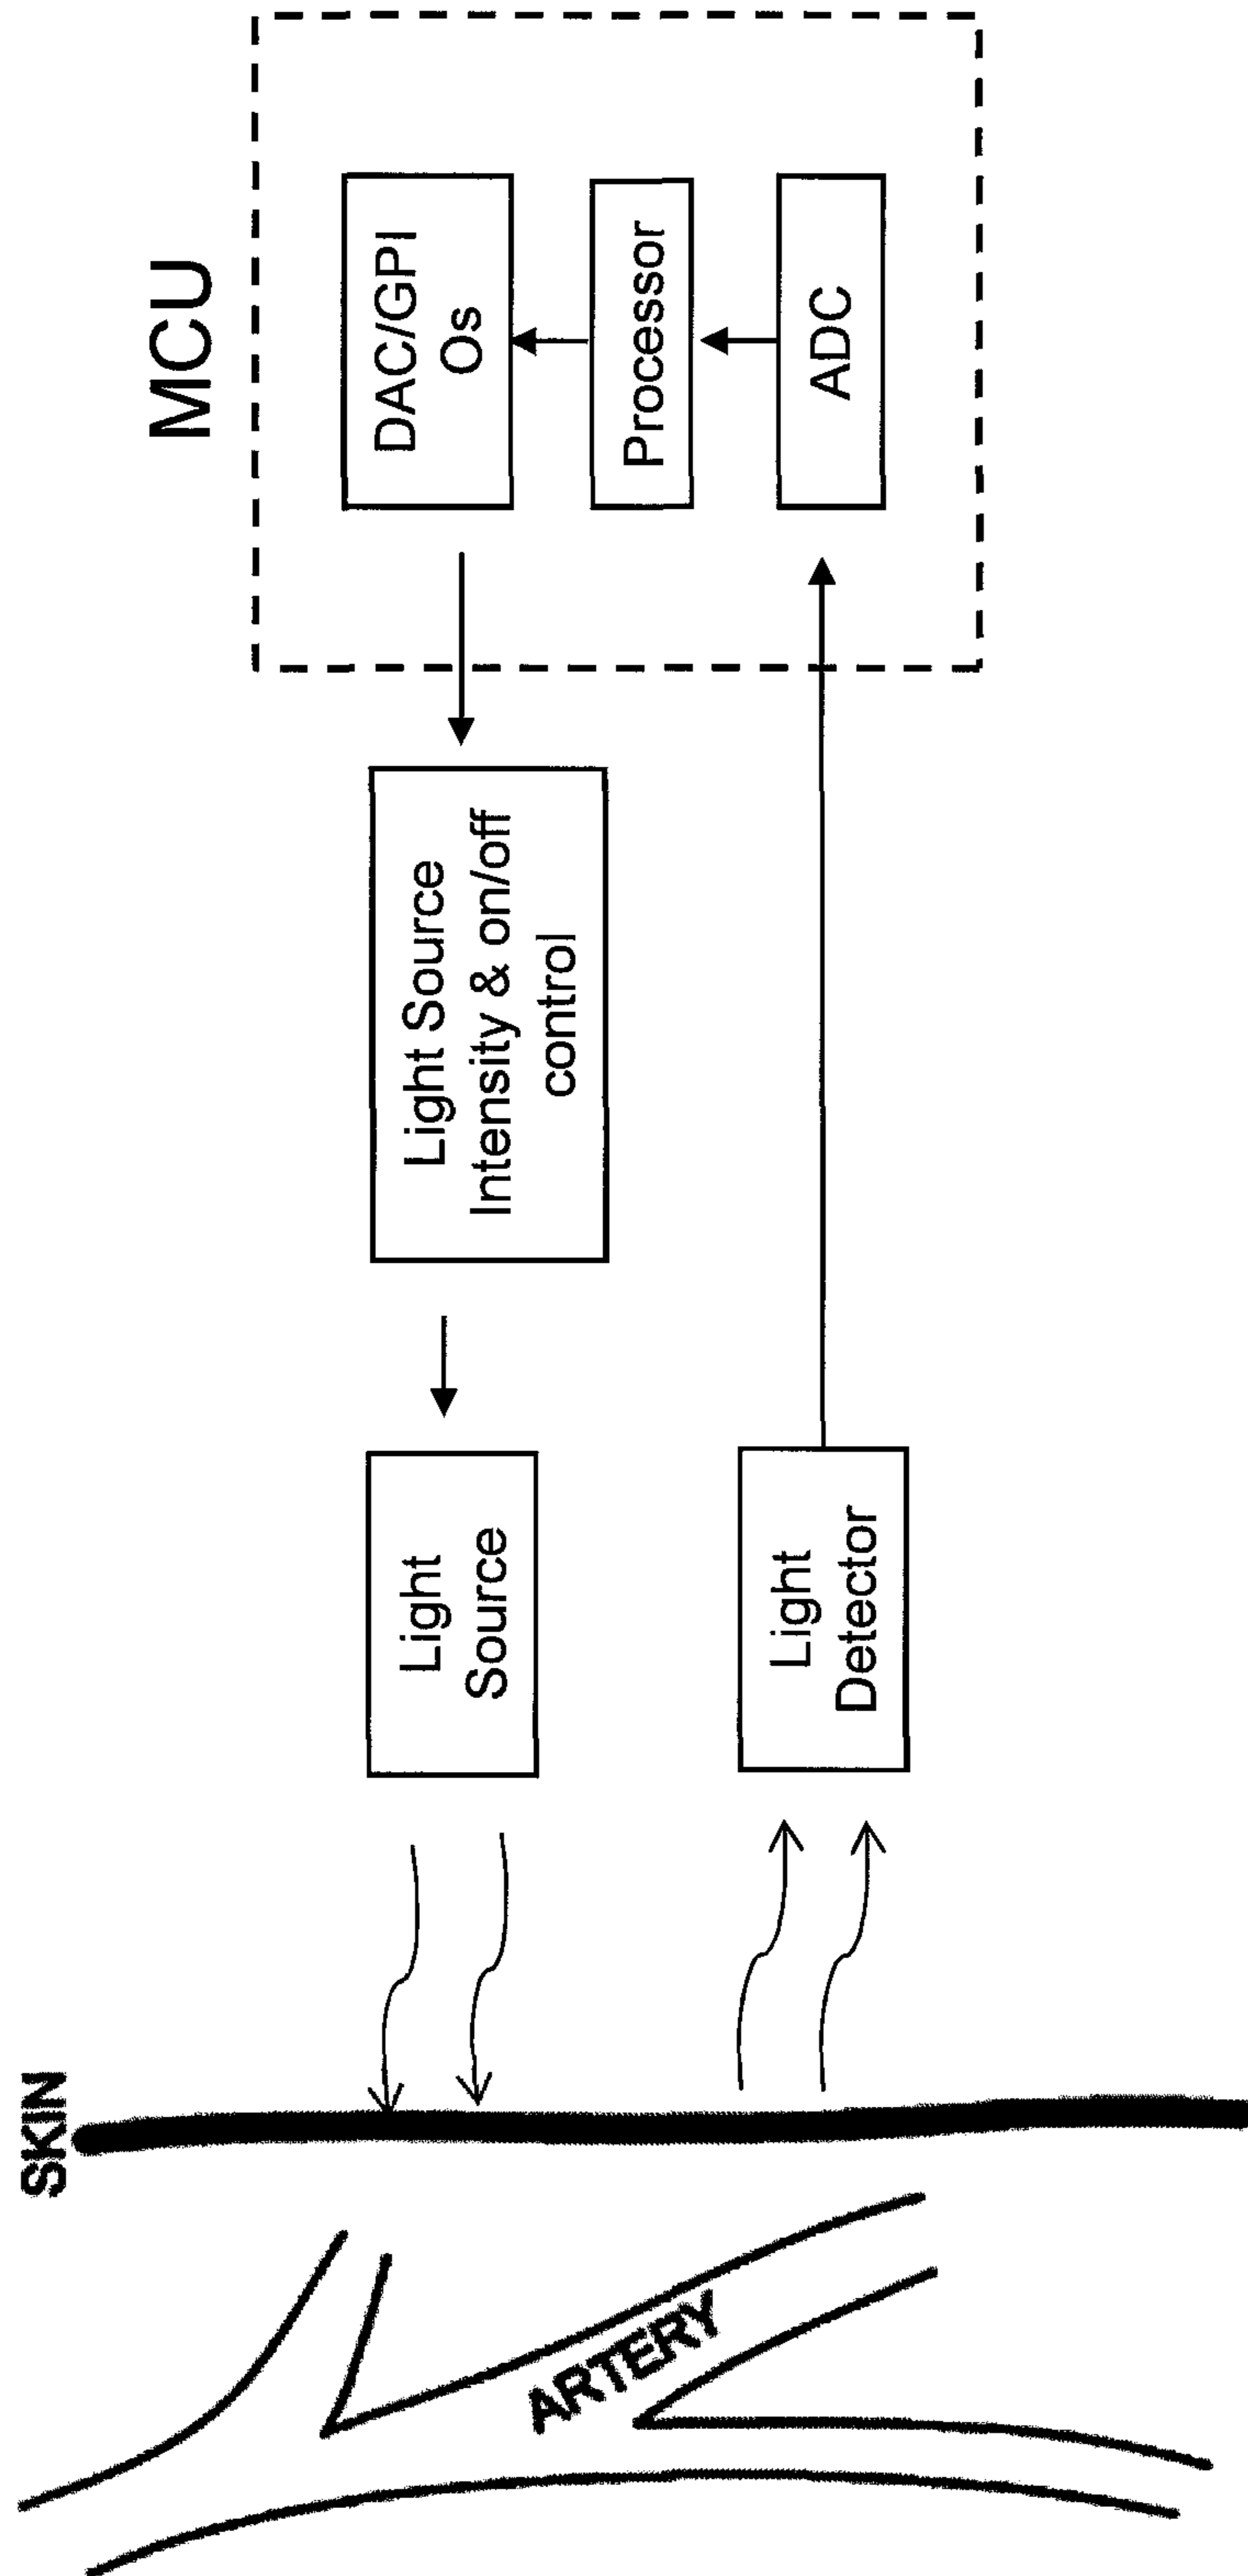 MCU
DAC/GPI
Os
Processor
ADC
Light Source
Intensity & on/off
control
Light
Source
Light
Detector
SKIN
ARTERY